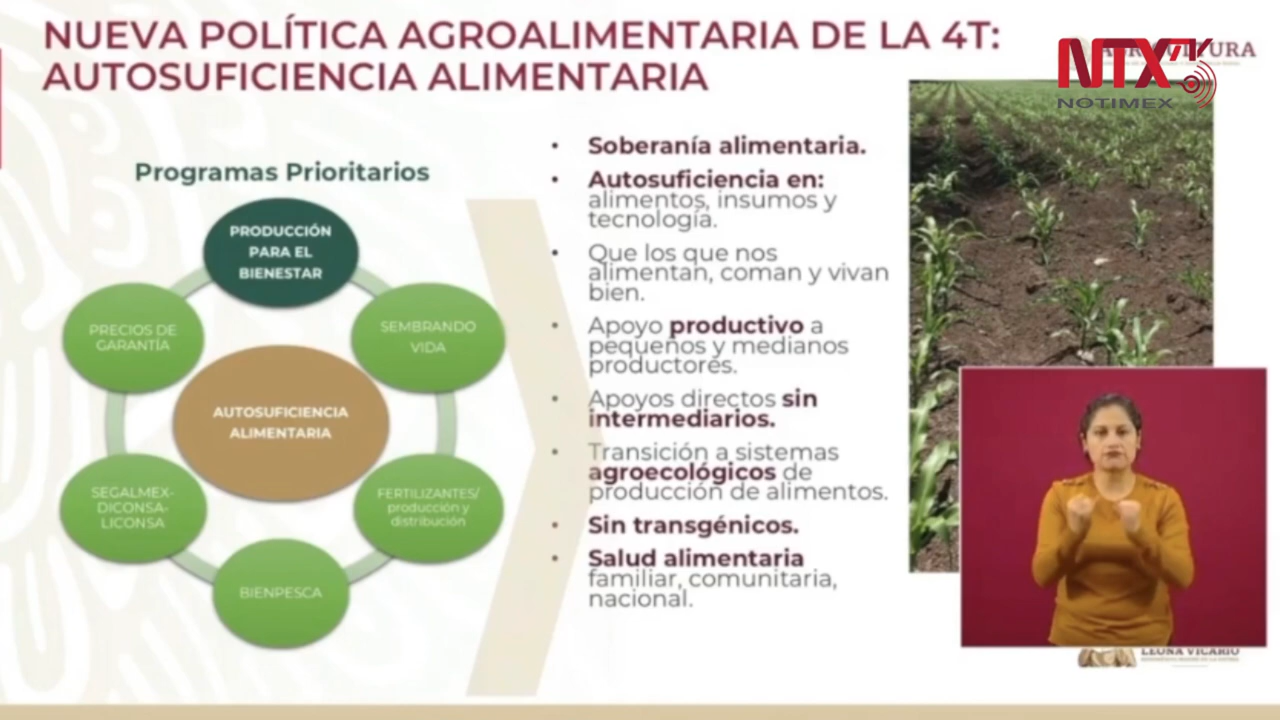 NUEVA POLÍTICA AGROALIMENTARIA DE LA 4T:
AUTOSUFICIENCIA ALIMENTARIA
NTX
NOTIMEX
Programas Prioritarios
PRODUCCIÓN
PARA EL
BIENESTAR
SEMBRANDO
VIDA
FERTILIZANTES/
producción y
distribución
BIENPESCA
SEGALMEX-
DICONSA-
LICONSA
PRECIOS DE
GARANTÍA
AUTOSUFICIENCIA
ALIMENTARIA
• Soberanía alimentaria.
• Autosuficiencia en:
alimentos, insumos y
tecnología.
• Que los que nos
alimentan, coman y vivan
bien.
• Apoyo productivo a
pequeños y medianos
productores.
• Apoyos directos sin
intermediarios.
• Transición a sistemas
agroecológicos de
producción de alimentos.
• Sin transgénicos.
• Salud alimentaria
familiar, comunitaria,
nacional.
LEONA VICARIO